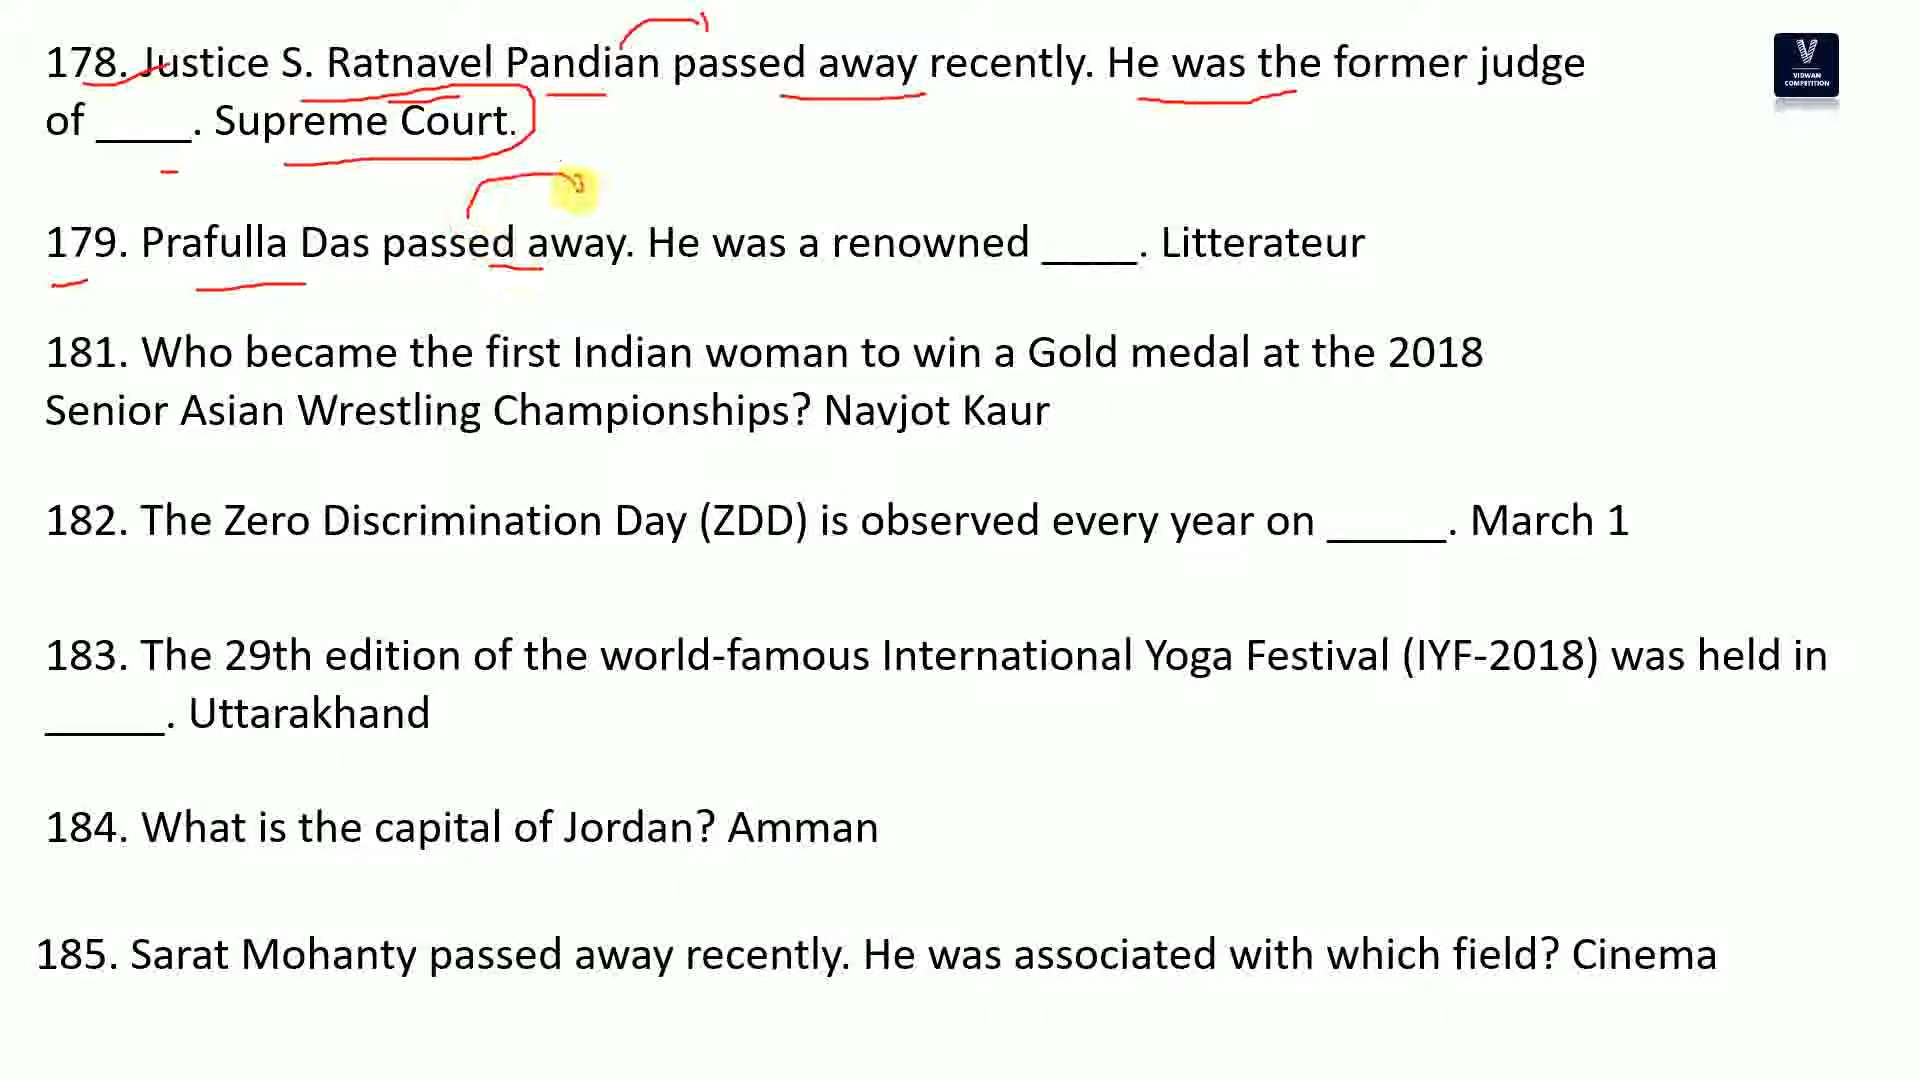 178. Justice S. Ratnavel Pandian passed away recently. He was the former judge
of ____. Supreme Court.
VIDWAN
COMPETITION
179. Prafulla Das passed away. He was a renowned ____. Litterateur
181. Who became the first Indian woman to win a Gold medal at the 2018
Senior Asian Wrestling Championships? Navjot Kaur
182. The Zero Discrimination Day (ZDD) is observed every year on _____. March 1
183. The 29th edition of the world-famous International Yoga Festival (IYF-2018) was held in
_____. Uttarakhand
184. What is the capital of Jordan? Amman
185. Sarat Mohanty passed away recently. He was associated with which field? Cinema